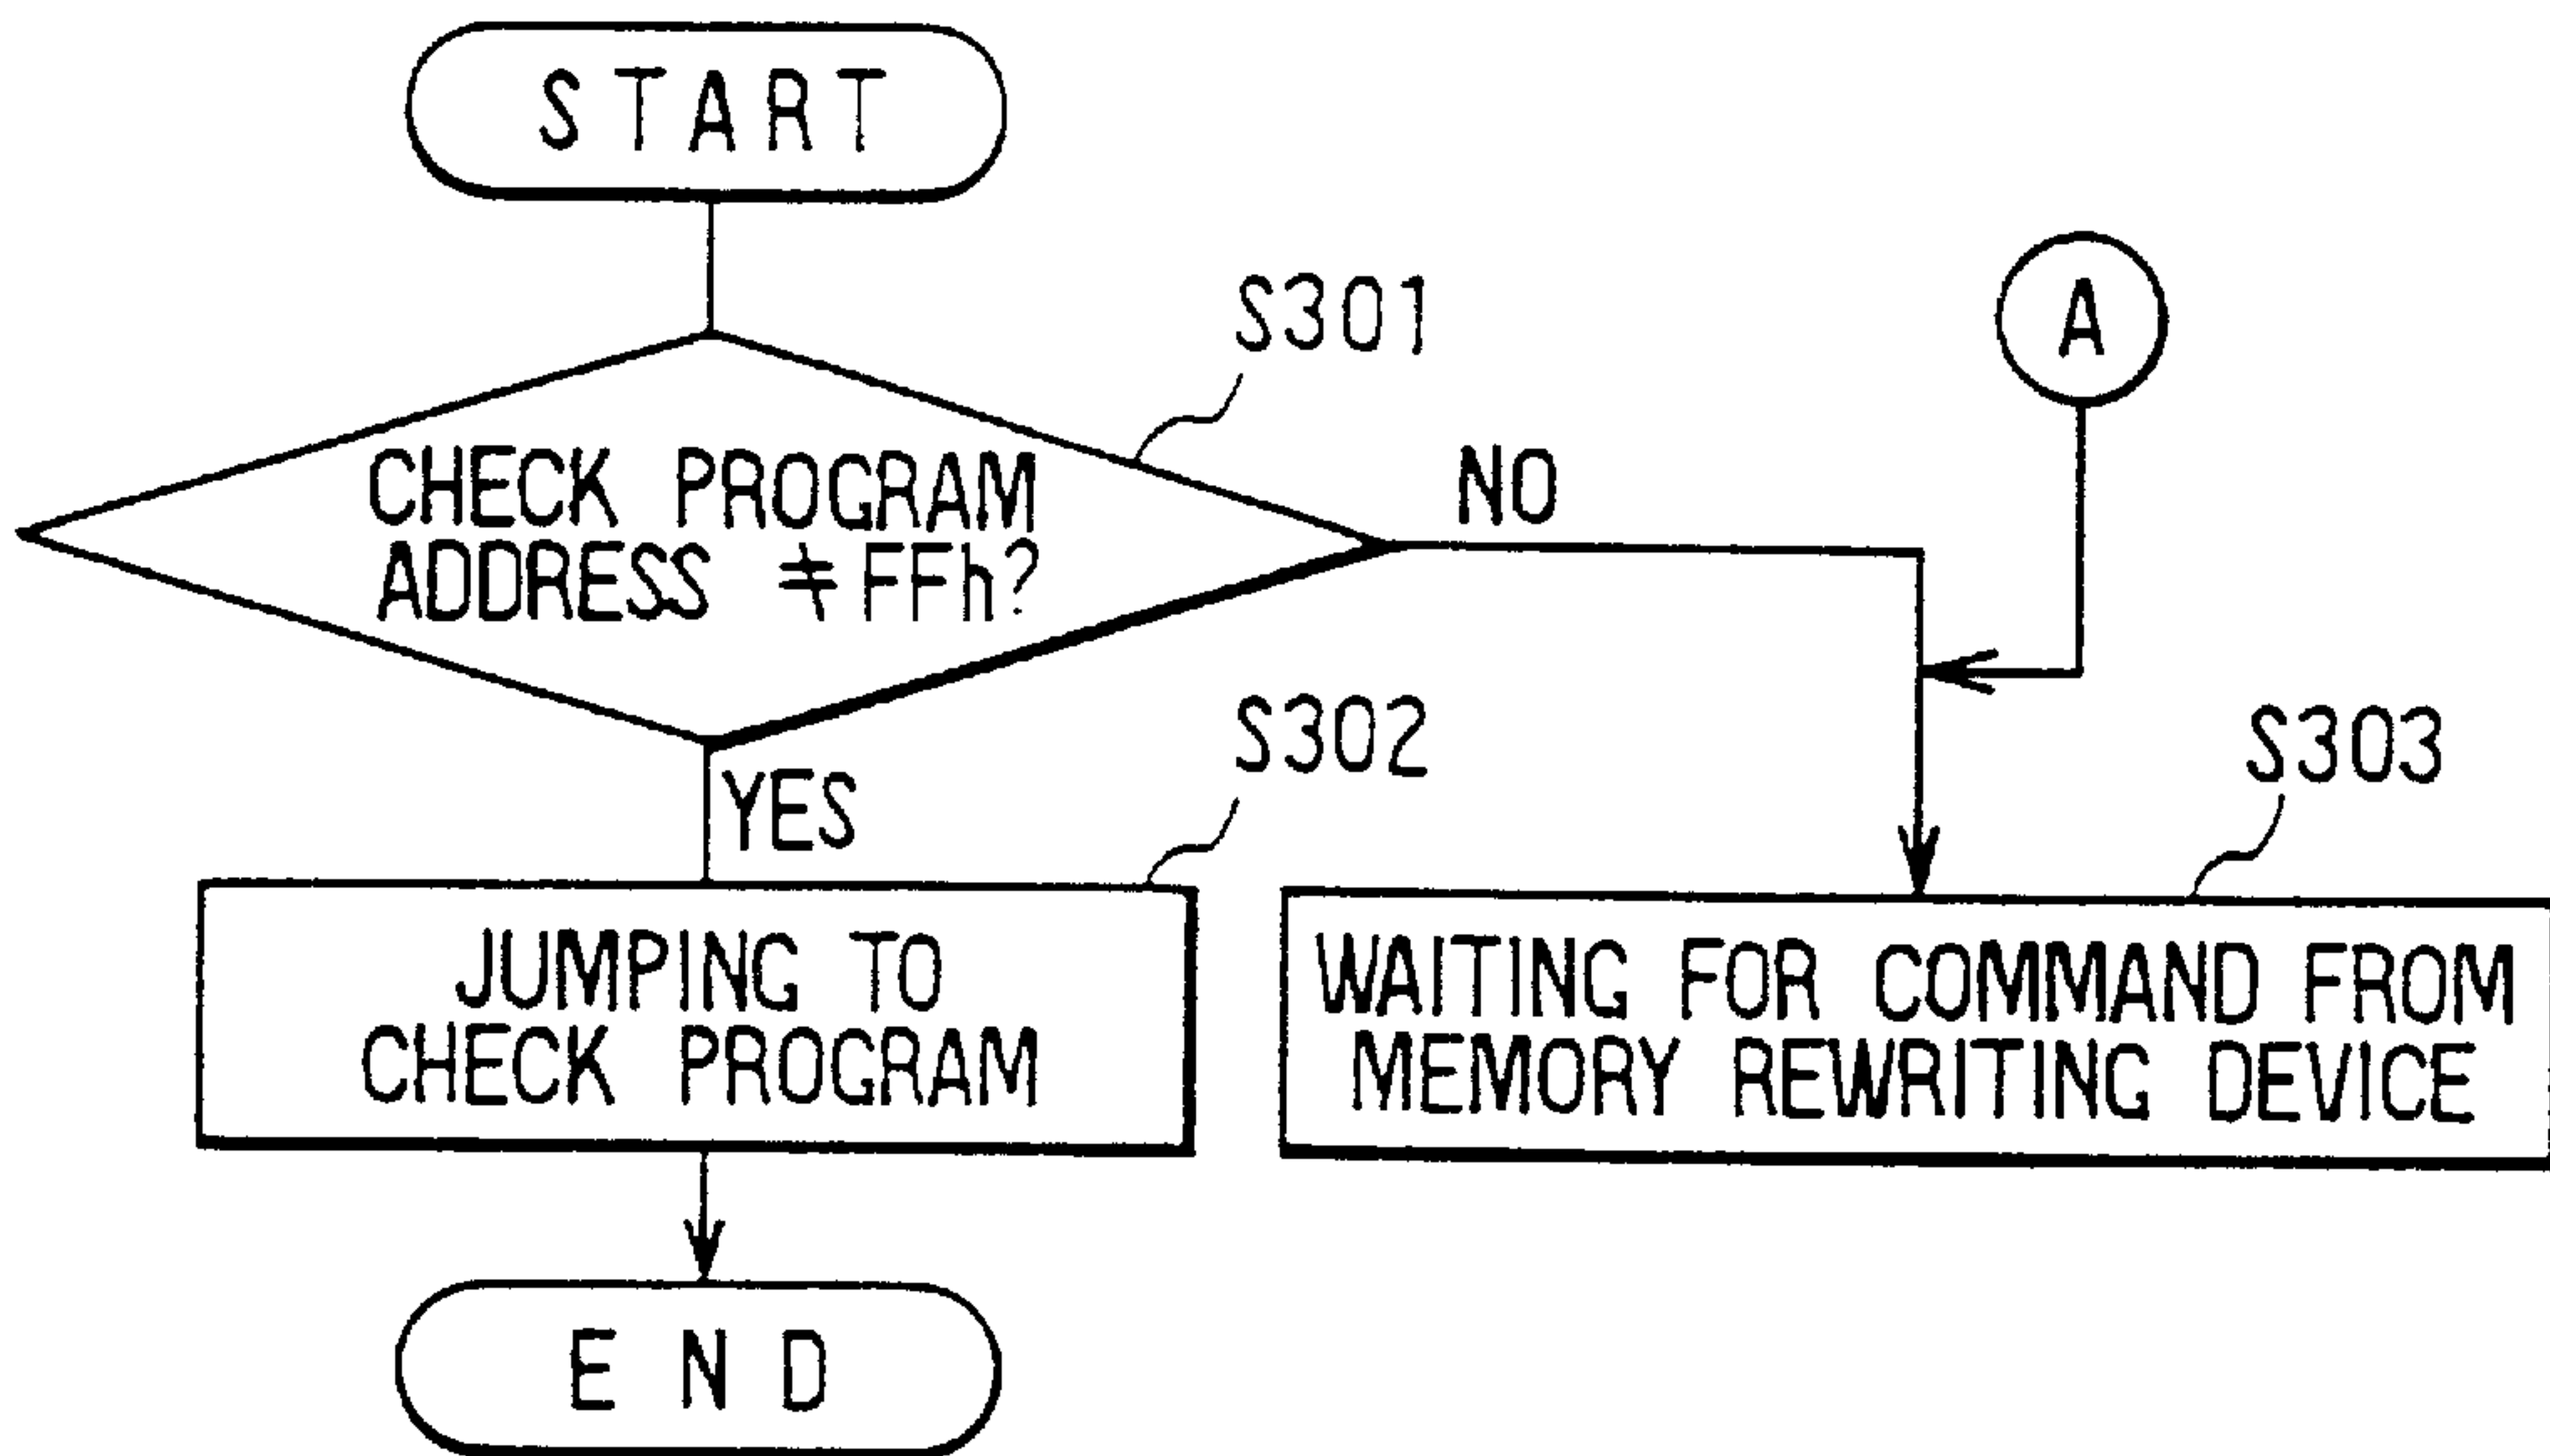 START
S301
A
CHECK PROGRAM
ADDRESS ≠ FFh?
NO
YES
S302
S303
JUMPING TO
CHECK PROGRAM
WAITING FOR COMMAND FROM
MEMORY REWRITING DEVICE
END